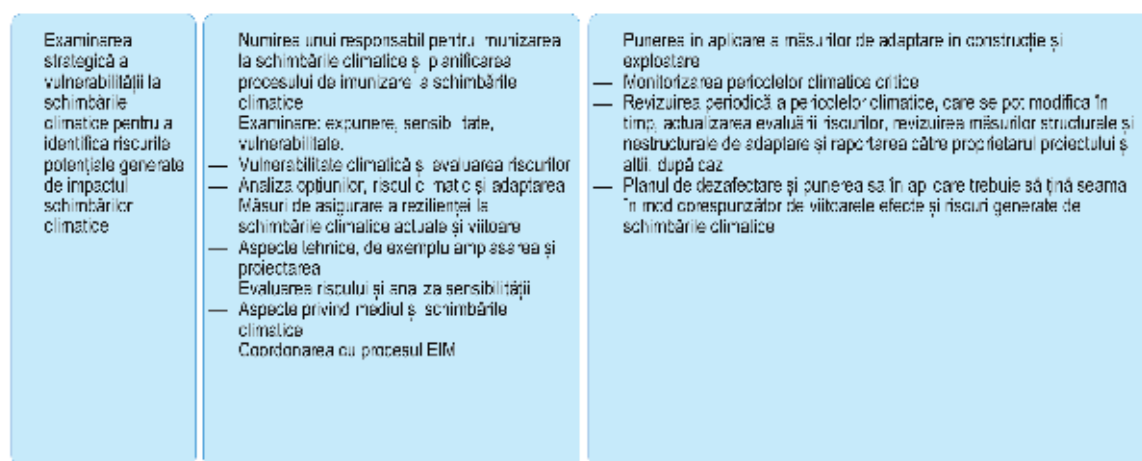 Examinarea
strategică a
vulnerabilității la
schimbările
climatice pentru a
identifica riscurile
potențiale generate
de impactul
schimbărilor
climatice
Numirea unui responsabil pentru imunizarea
la schimbările climatice și planificarea
procesului de imunizare la schimbările
climatice
Examinare: expunere, sensibilitate,
vulnerabilitate.
— Vulnerabilitate climatică și evaluarea riscurilor
— Analiza opțiunilor, riscul climatic și adaptarea
Măsuri de asigurare a rezilienței la
schimbările climatice actuale și viitoare
— Aspecte tehnice, de exemplu amplasarea și
proiectarea
Evaluarea riscului și analiza sensibilității
— Aspecte privind mediul și schimbările
climatice
Coordonarea cu procesul EIM
Punerea în aplicare a măsurilor de adaptare în construcție și
exploatare
— Monitorizarea pericolelor climatice critice
— Revizuirea periodică a pericolelor climatice, care se pot modifica în
timp, actualizarea evaluării riscurilor, revizuirea măsurilor structurale și
nestructurale de adaptare și raportarea către proprietarul proiectului și
alții, după caz
— Planul de dezafectare și punerea sa în aplicare trebuie să țină seama
în mod corespunzător de viitoarele efecte și riscuri generate de
schimbările climatice